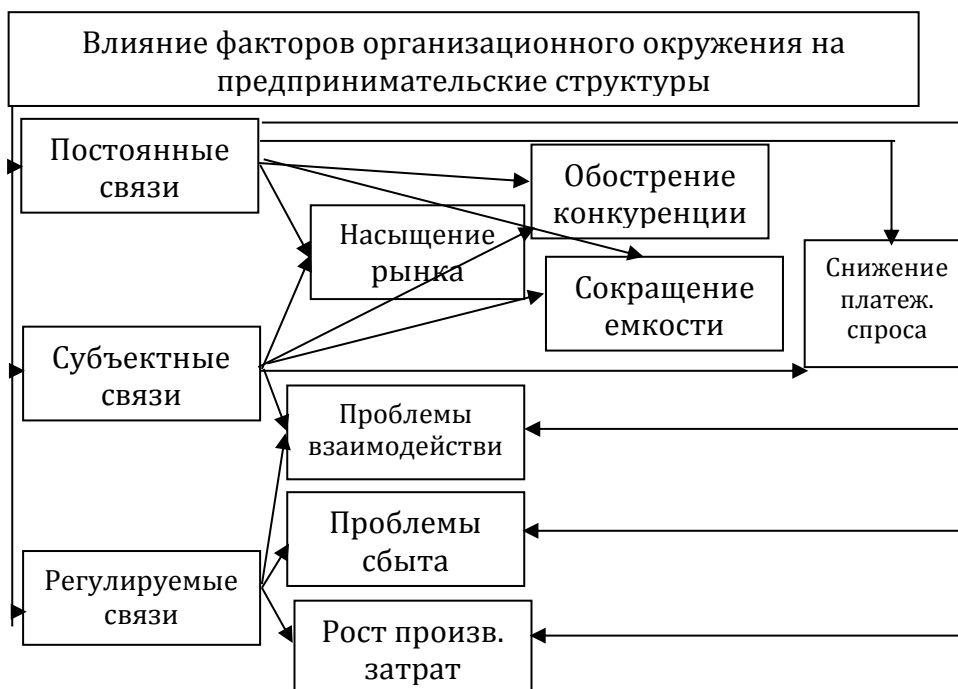 Влияние факторов организационного окружения на
предпринимательские структуры
Постоянные
связи
Обострение
конкуренции
Насыщение
рынка
Снижение
платеж.
спроса
Сокращение
емкости
Субъектные
связи
Проблемы
взаимодействи
Проблемы
сбыта
Регулируемые
связи
Рост произв.
затрат